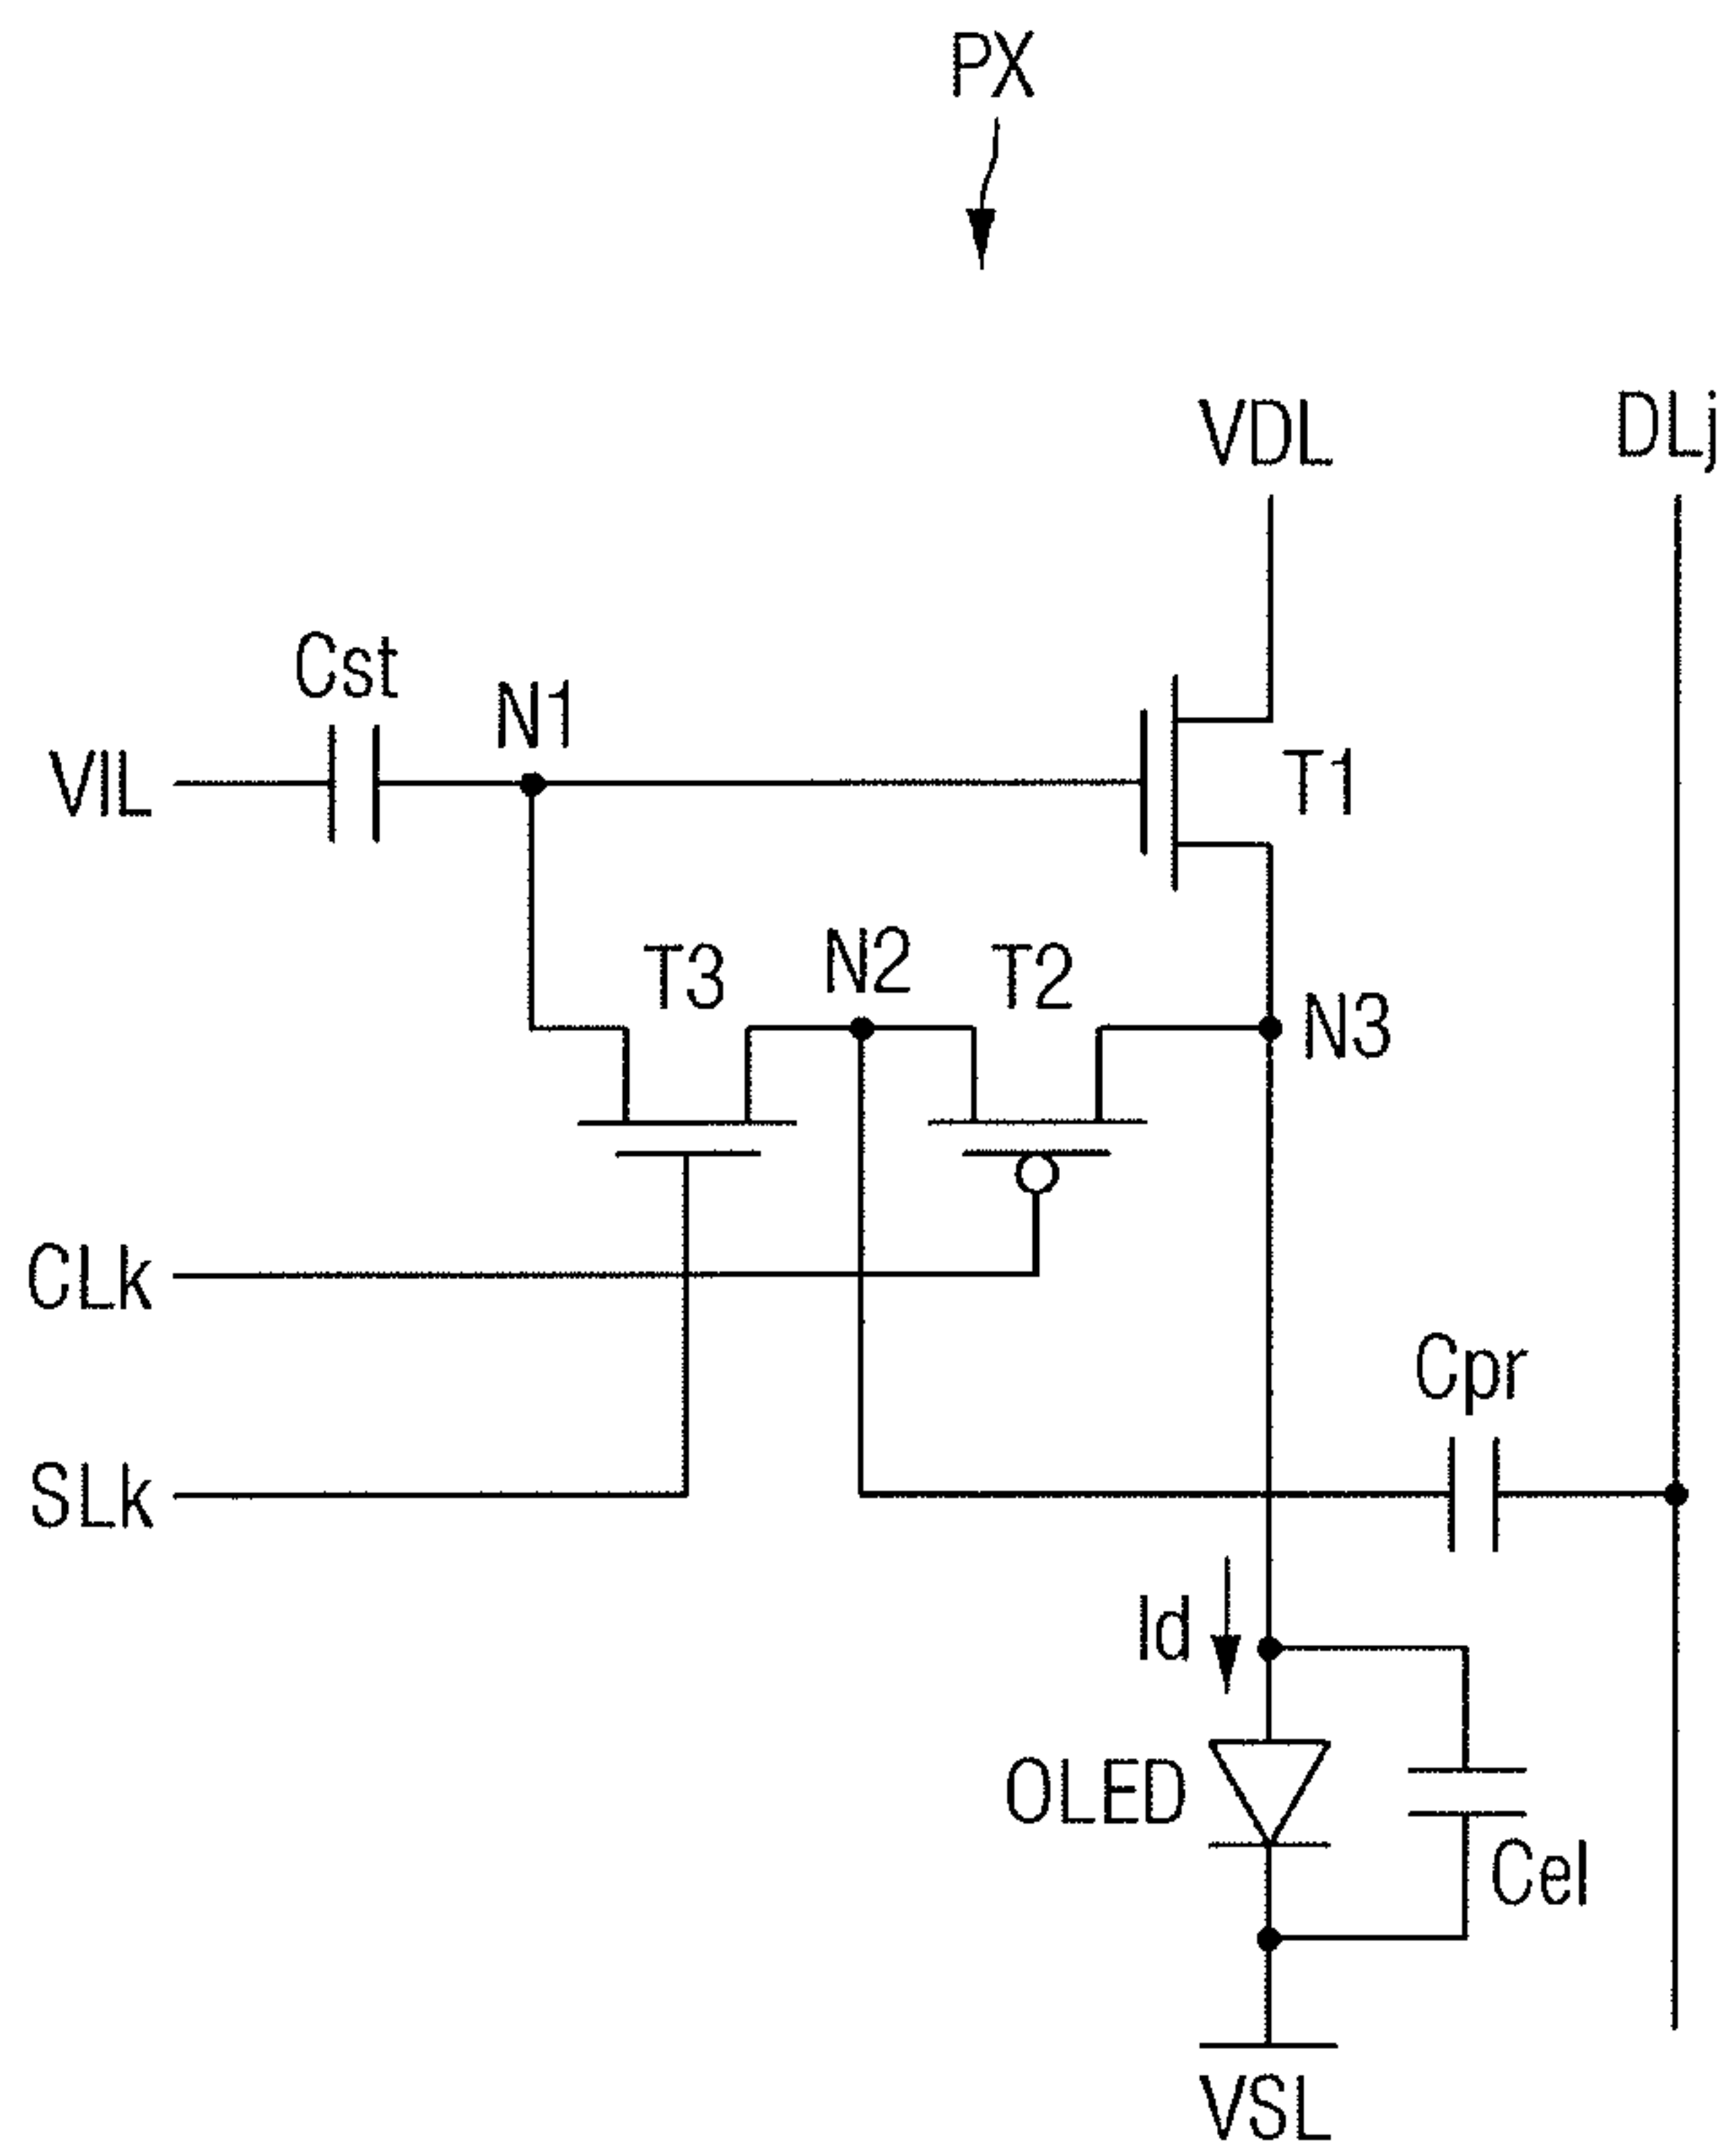 PX
VDL
DLj
Cst
N1
VIL
T1
T3
N2
T2
N3
CLk
Cpr
SLk
Id
OLED
Cel
VSL